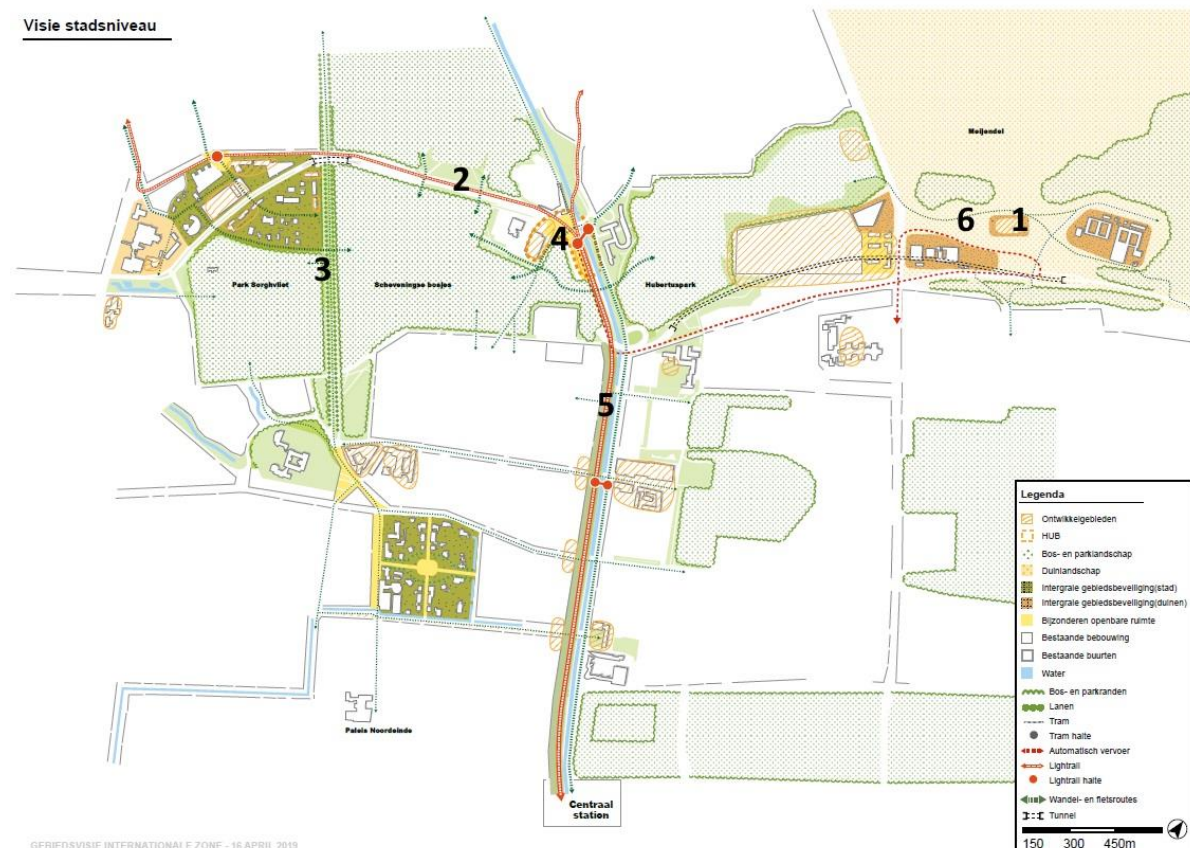 Visie stadsniveau
Meijendel
2
4
6
1
3
Park Sorghvliet
Scheveningse bosjes
Hubertuspark
5
Paleis Noordeinde
Centraal
station
Legenda
Ontwikkelgebieden
HUB
Bos- en parklandschap
Duinlandschap
Intergrale gebiedsbeveiliging(stad)
Intergrale gebiedsbeveiliging(duinen)
Bijzonderen openbare ruimte
Bestaande bebouwing
Bestaande buurten
Water
Bos- en parkranden
Lanen
Tram
Tram halte
Automatisch vervoer
Lightrail
Lightrail halte
Wandel- en fietsroutes
Tunnel
150 300 450m
GEBIEDSVISIE INTERNATIONALE ZONE - 16 APRIL 2019